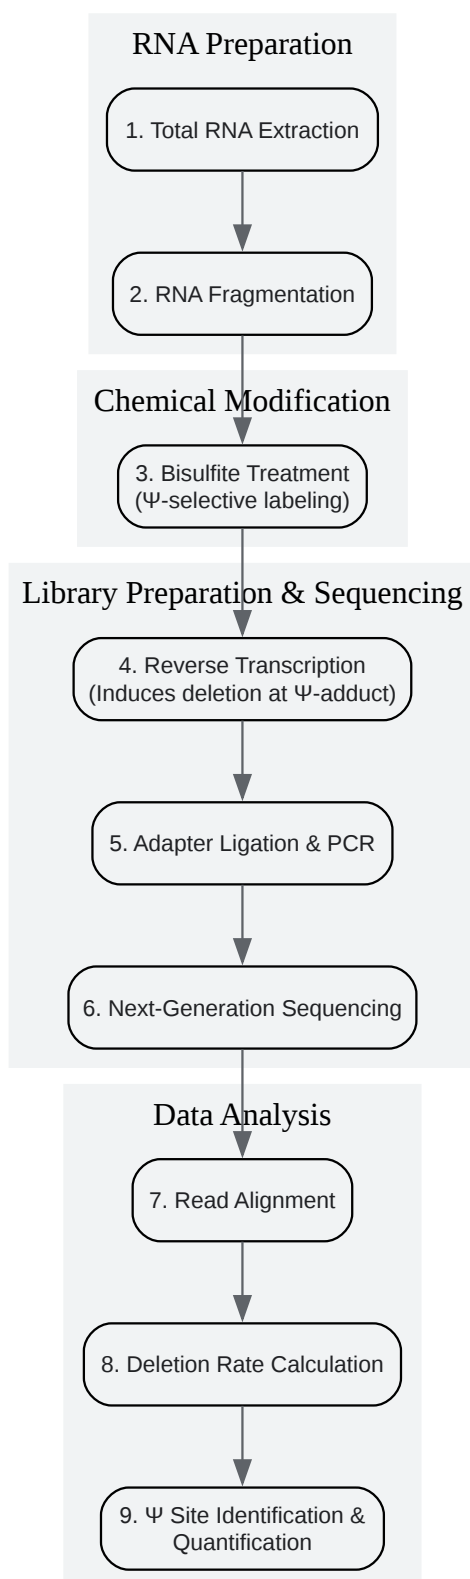 RNA Preparation
1. Total RNA Extraction
2. RNA Fragmentation
Chemical Modification
3. Bisulfite Treatment
(Ψ-selective labeling)
Library Preparation & Sequencing
4. Reverse Transcription
(Induces deletion at Ψ-adduct)
5. Adapter Ligation & PCR
6. Next-Generation Sequencing
Data Analysis
7. Read Alignment
8. Deletion Rate Calculation
9. Ψ Site Identification &
Quantification